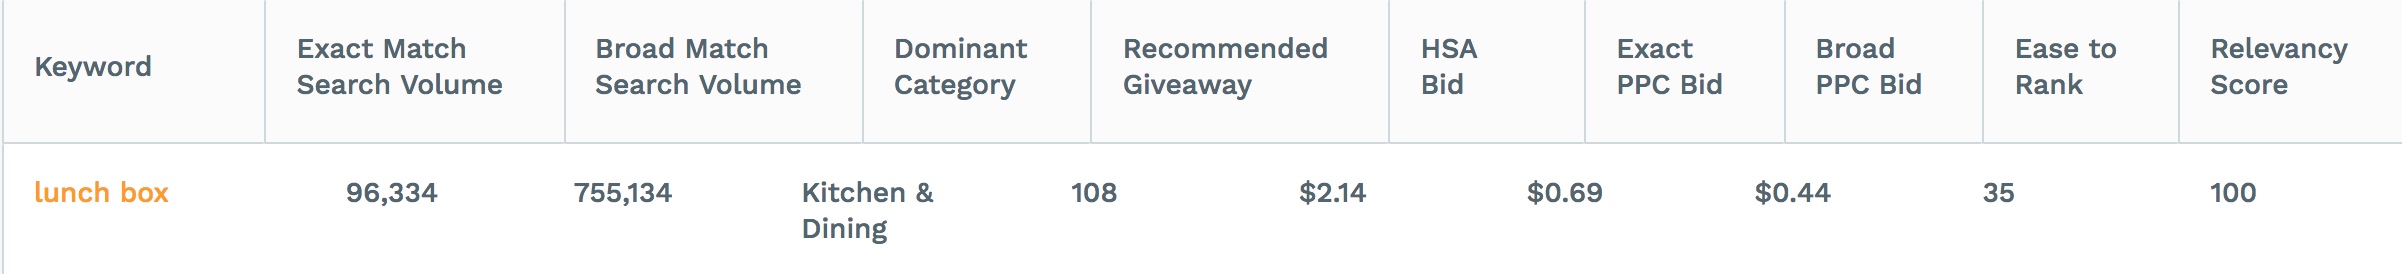 Keyword
Exact Match
Search Volume
Broad Match
Search Volume
Dominant
Category
Recommended
Giveaway
HSA
Bid
Exact
PPC Bid
Broad
PPC Bid
Ease to
Rank
Relevancy
Score
lunch box
96,334
755,134
Kitchen &
Dining
108
$2.14
$0.69
$0.44
35
100